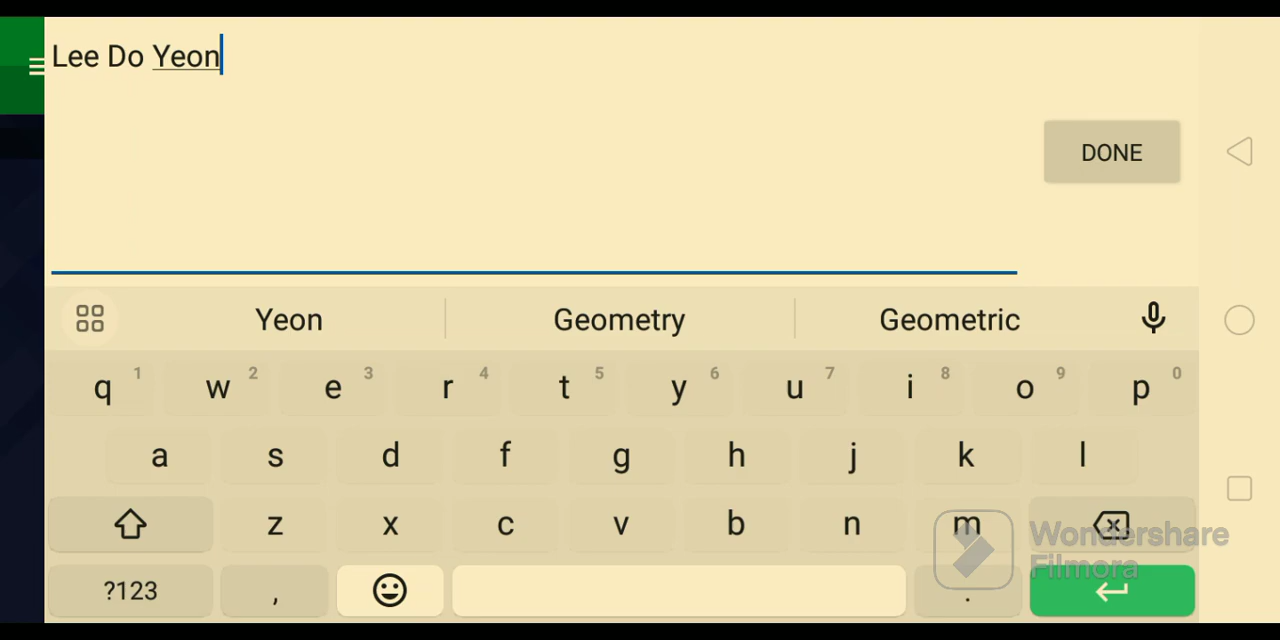 Lee Do Yeon
DONE
Yeon Geometry Geometric
q 1 w 2 e 3 r 4 t 5 y 6 u 7 i 8 o 9 p 0
a s d f g h j k l
z x c v b n m
Wondershare
Filmora
?123 , .